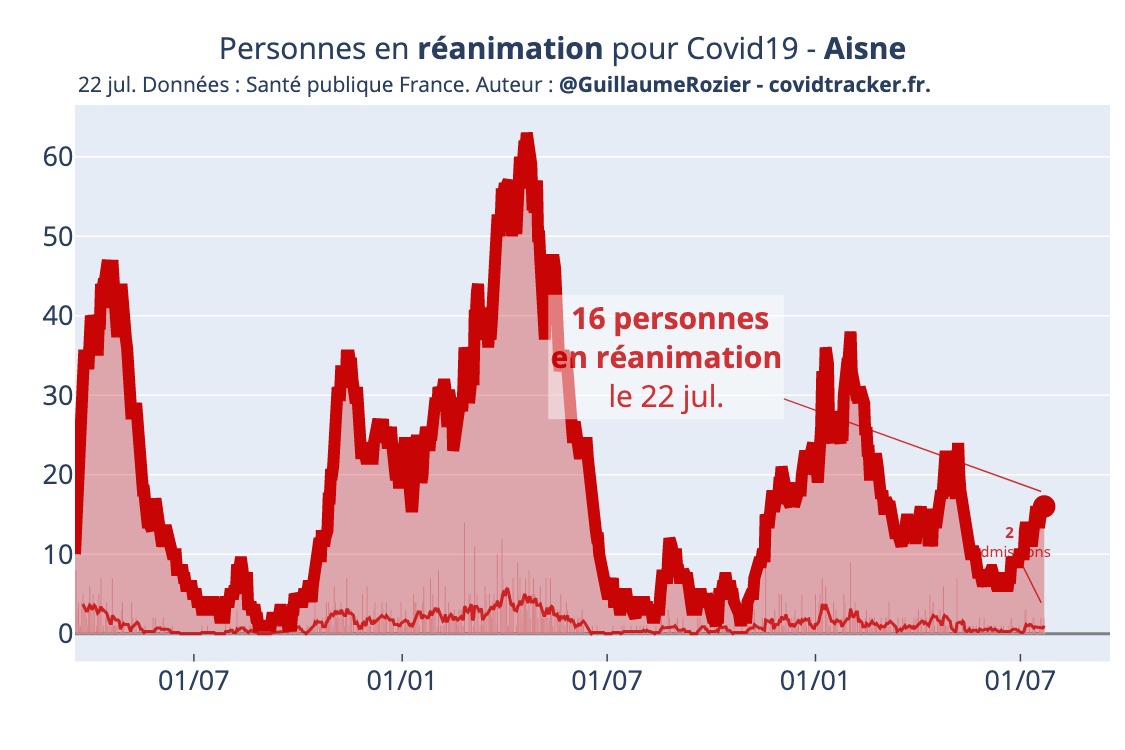 Personnes en réanimation pour Covid19 - Aisne
22 jul. Données : Santé publique France. Auteur : @GuillaumeRozier - covidtracker.fr.
60
50
40
30
20
10
0
16 personnes
en réanimation
le 22 jul.
2
admissions
01/07
01/01
01/07
01/01
01/07